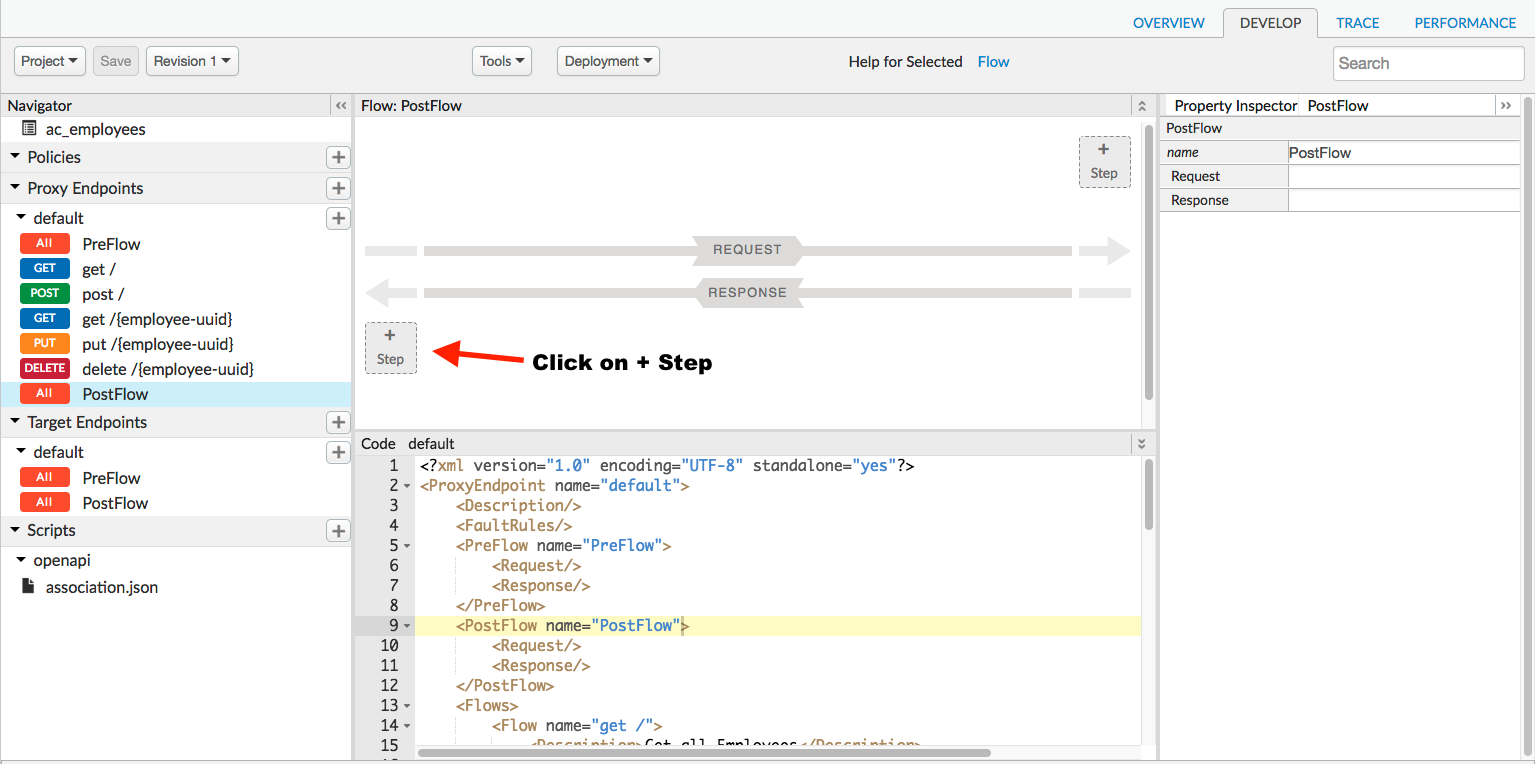 OVERVIEW DEVELOP TRACE PERFORMANCE
Project Save Revision 1 Tools Deployment Help for Selected Flow Search
Navigator
ac_employees
Policies
Proxy Endpoints
default
All PreFlow
GET get /
POST post /
GET get /{employee-uuid}
PUT put /{employee-uuid}
DELETE delete /{employee-uuid}
All PostFlow
Target Endpoints
default
All PreFlow
All PostFlow
Scripts
openapi
association.json
Flow: PostFlow
+
Step
REQUEST
RESPONSE
+
Step
Click on + Step
Code default
1 <?xml version="1.0" encoding="UTF-8" standalone="yes"?>
2 <ProxyEndpoint name="default">
3 <Description/>
4 <FaultRules/>
5 <PreFlow name="PreFlow">
6 <Request/>
7 <Response/>
8 </PreFlow>
9 <PostFlow name="PostFlow">
10 <Request/>
11 <Response/>
12 </PostFlow>
13 <Flows>
14 <Flow name="get /">
15 <Description>Get all Employees</Description>
Property Inspector PostFlow
PostFlow
name PostFlow
Request
Response